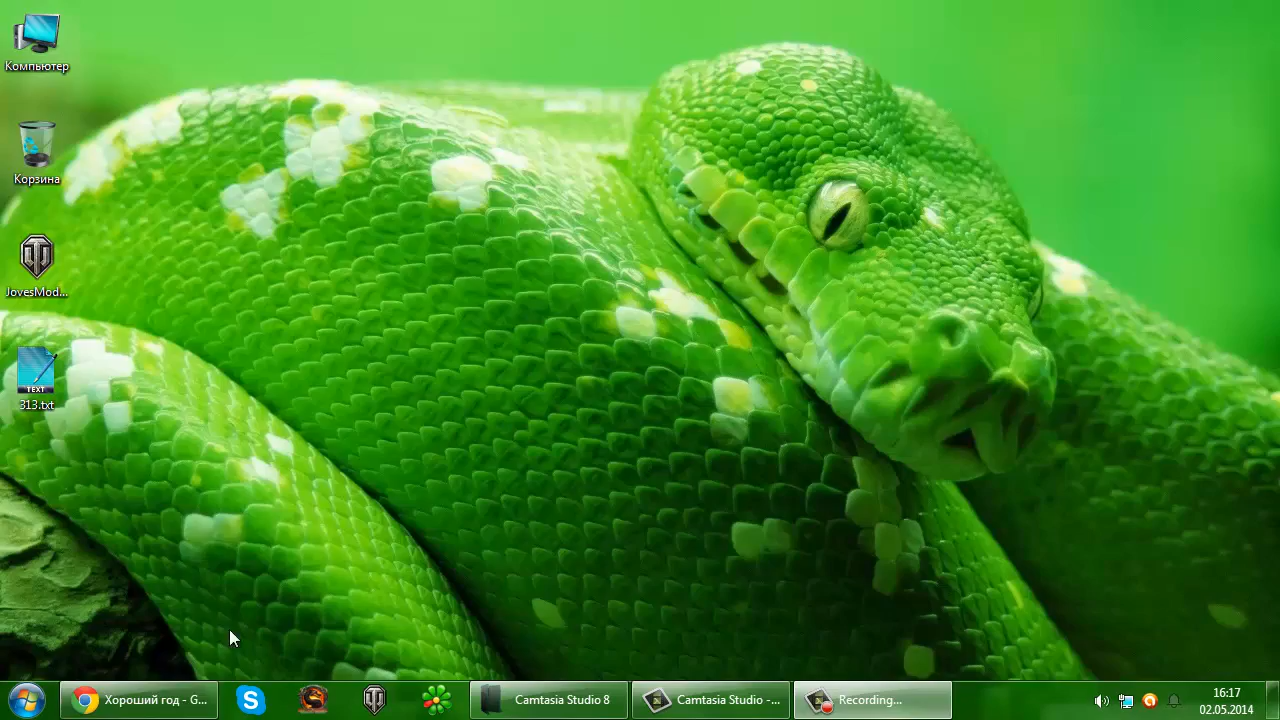 Компьютер
Корзина
JovesMod...
TEXT
313.txt
Хороший год - G...
Camtasia Studio 8
Camtasia Studio -...
Recording...
16:17
02.05.2014